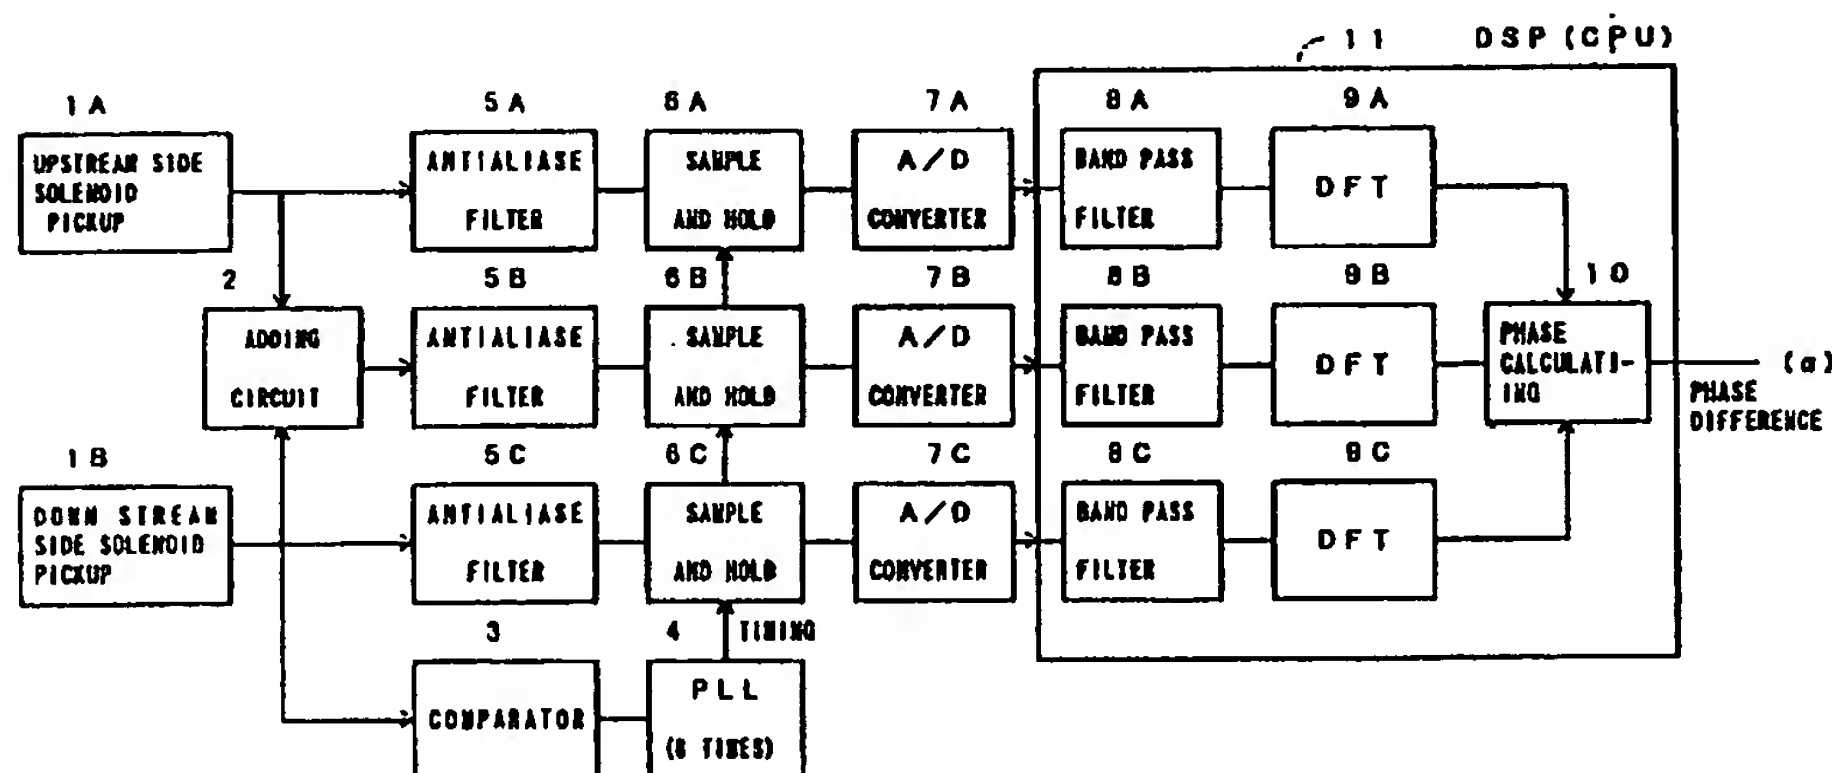 11 DSP (CPU)
1A 5A 6A 7A 8A 9A
UPSTREAM SIDE
SOLENOID
PICKUP
ANTIALIASE
FILTER
SAMPLE
AND HOLD
A/D
CONVERTER
BAND PASS
FILTER
DFT
2 5B 6B 7B 8B 9B 10
ADDING
CIRCUIT
ANTIALIASE
FILTER
SAMPLE
AND HOLD
A/D
CONVERTER
BAND PASS
FILTER
DFT
PHASE
CALCULATI-
NG
(α)
PHASE
DIFFERENCE
1B 5C 6C 7C 8C 9C
DOWN STREAM
SIDE SOLENOID
PICKUP
ANTIALIASE
FILTER
SAMPLE
AND HOLD
A/D
CONVERTER
BAND PASS
FILTER
DFT
3 4 TIMING
COMPARATOR
PLL
(8 TIMES)